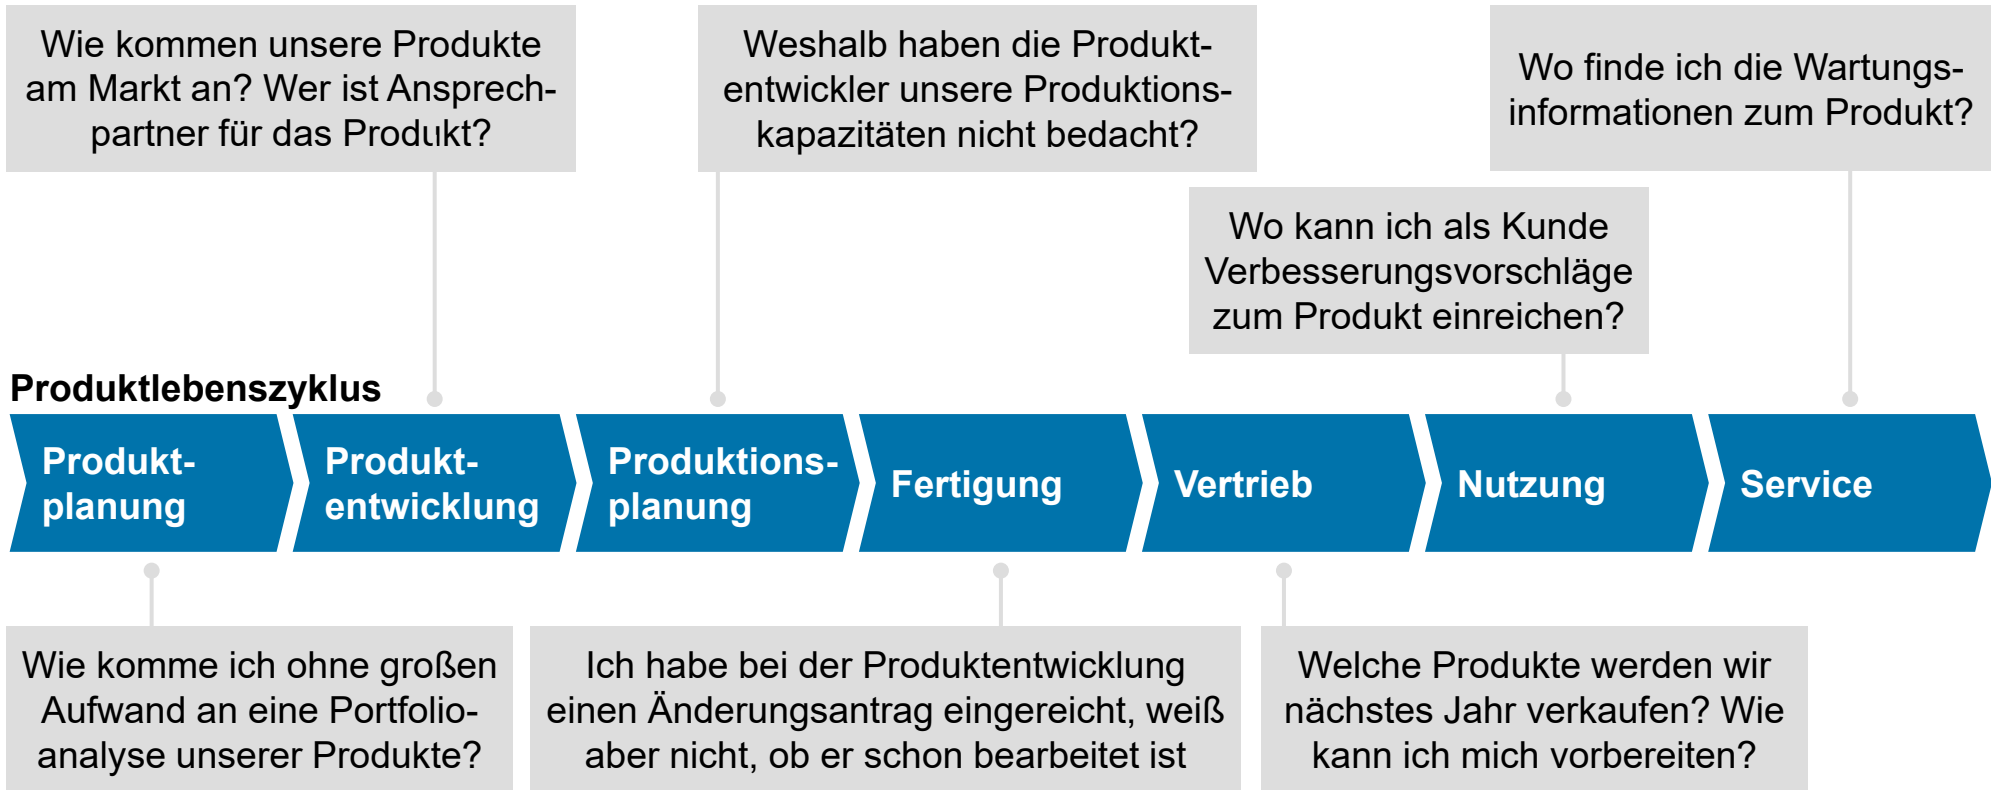 Wie kommen unsere Produkte
am Markt an? Wer ist Ansprech-
partner für das Produkt?
Weshalb haben die Produkt-
entwickler unsere Produktions-
kapazitäten nicht bedacht?
Wo finde ich die Wartungs-
informationen zum Produkt?
Wo kann ich als Kunde
Verbesserungsvorschläge
zum Produkt einreichen?
Produktlebenszyklus
Produkt-
planung
Produkt-
entwicklung
Produktions-
planung
Fertigung
Vertrieb
Nutzung
Service
Wie komme ich ohne großen
Aufwand an eine Portfolio-
analyse unserer Produkte?
Ich habe bei der Produktentwicklung
einen Änderungsantrag eingereicht, weiß
aber nicht, ob er schon bearbeitet ist
Welche Produkte werden wir
nächstes Jahr verkaufen? Wie
kann ich mich vorbereiten?